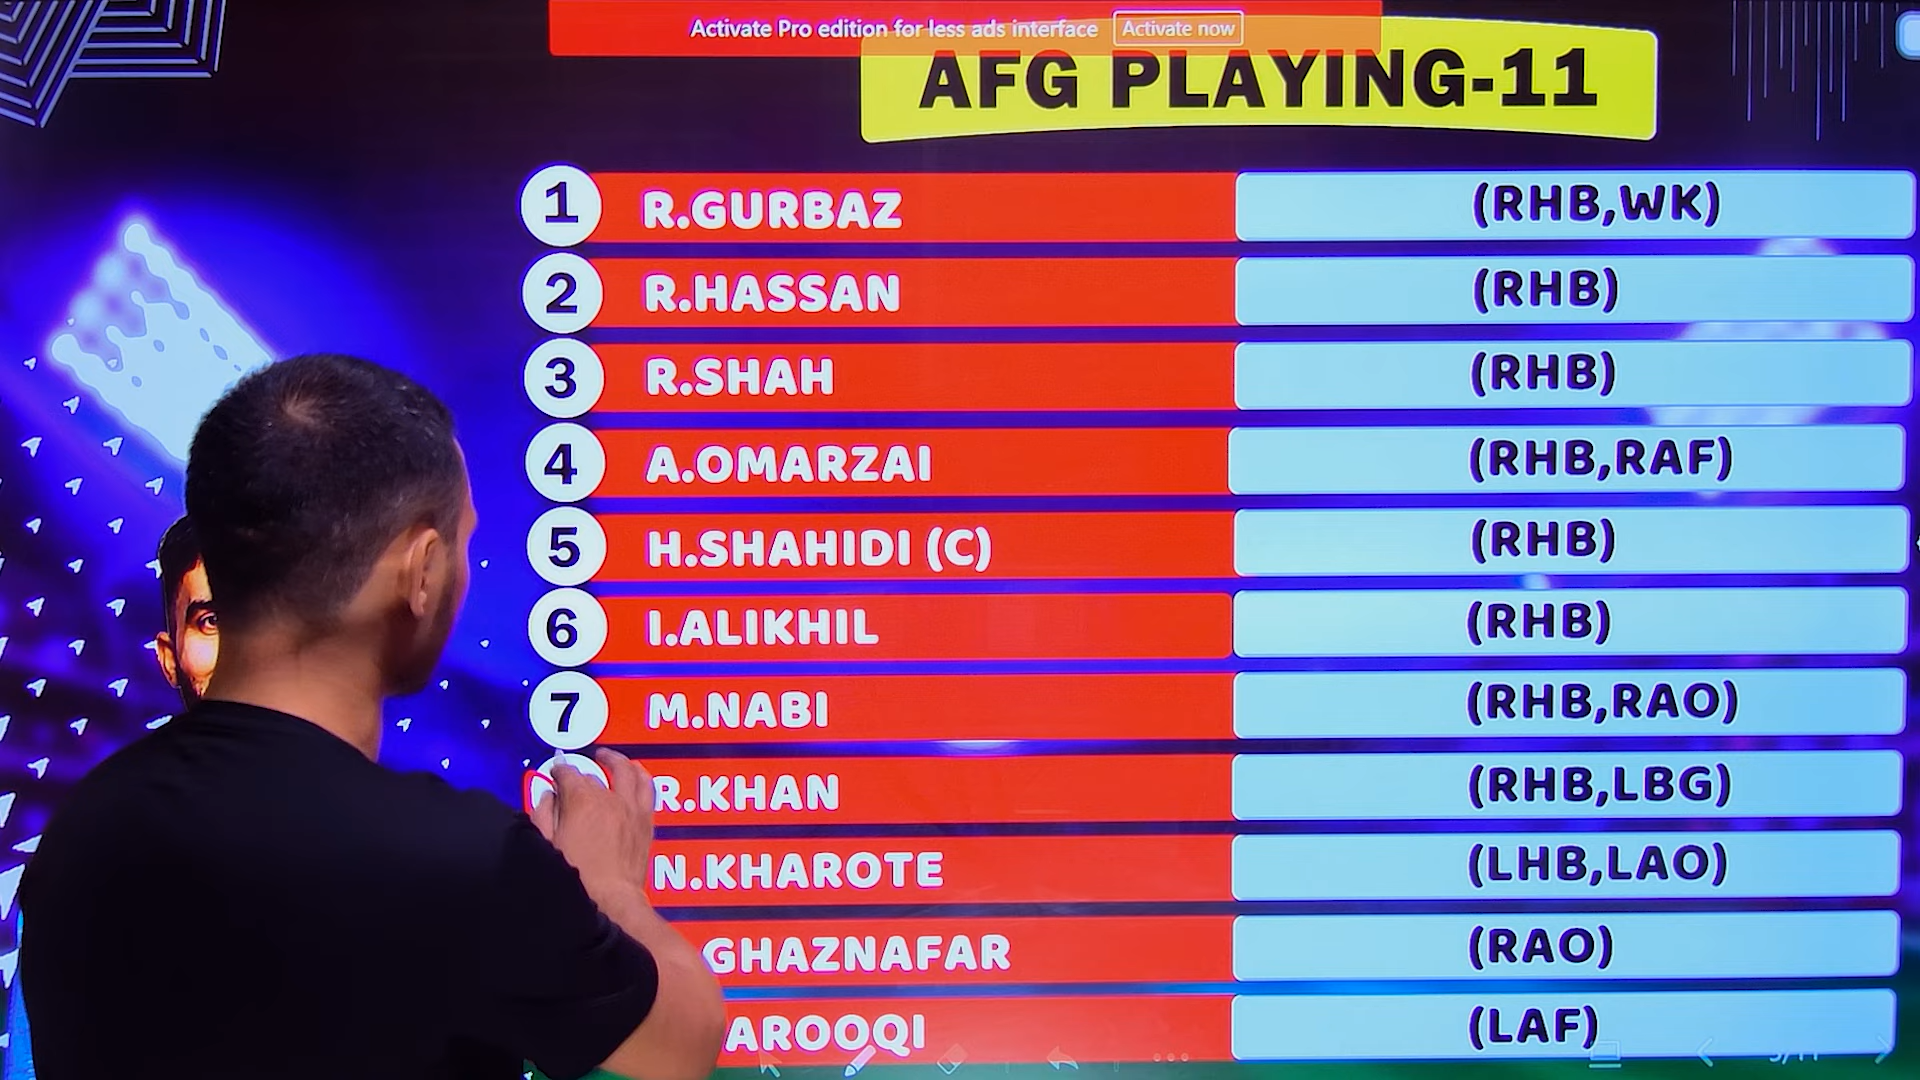 Activate Pro edition for less ads interface Activate now
AFG PLAYING-11
1 R.GURBAZ (RHB,WK)
2 R.HASSAN (RHB)
3 R.SHAH (RHB)
4 A.OMARZAI (RHB,RAF)
5 H.SHAHIDI (C) (RHB)
6 I.ALIKHIL (RHB)
7 M.NABI (RHB,RAO)
R.KHAN (RHB,LBG)
N.KHAROTE (LHB,LAO)
GHAZNAFAR (RAO)
AROOQI (LAF)